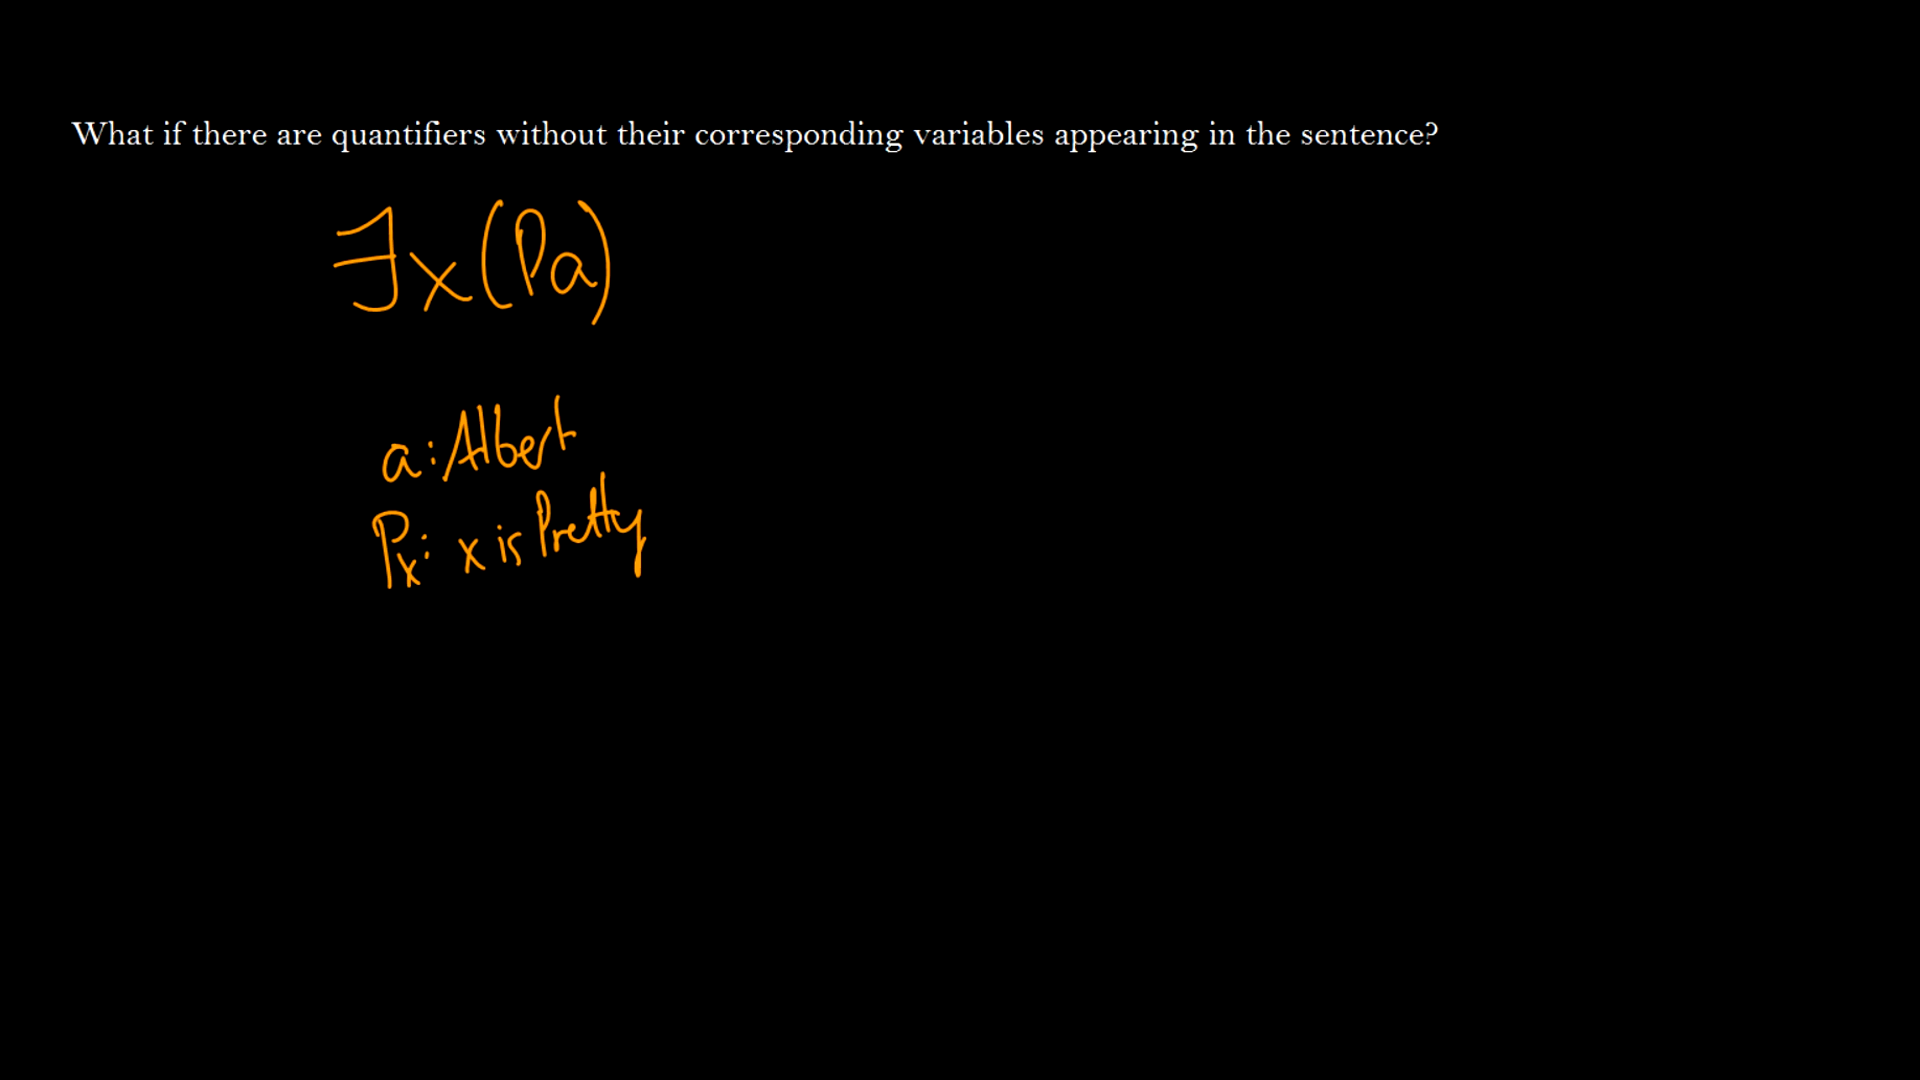 What if there are quantifiers without their corresponding variables appearing in the sentence?
∃x(Pa)
a: Albert
Px: x is Pretty